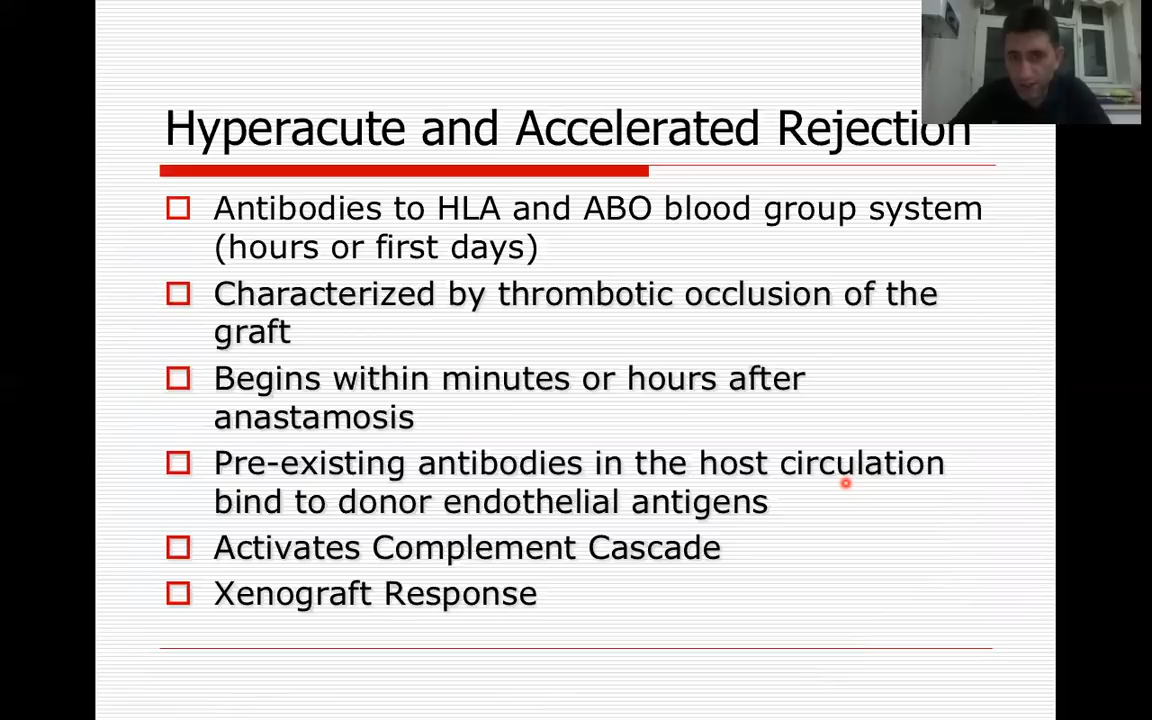 Hyperacute and Accelerated Rejection
Antibodies to HLA and ABO blood group system
(hours or first days)
Characterized by thrombotic occlusion of the
graft
Begins within minutes or hours after
anastamosis
Pre-existing antibodies in the host circulation
bind to donor endothelial antigens
Activates Complement Cascade
Xenograft Response